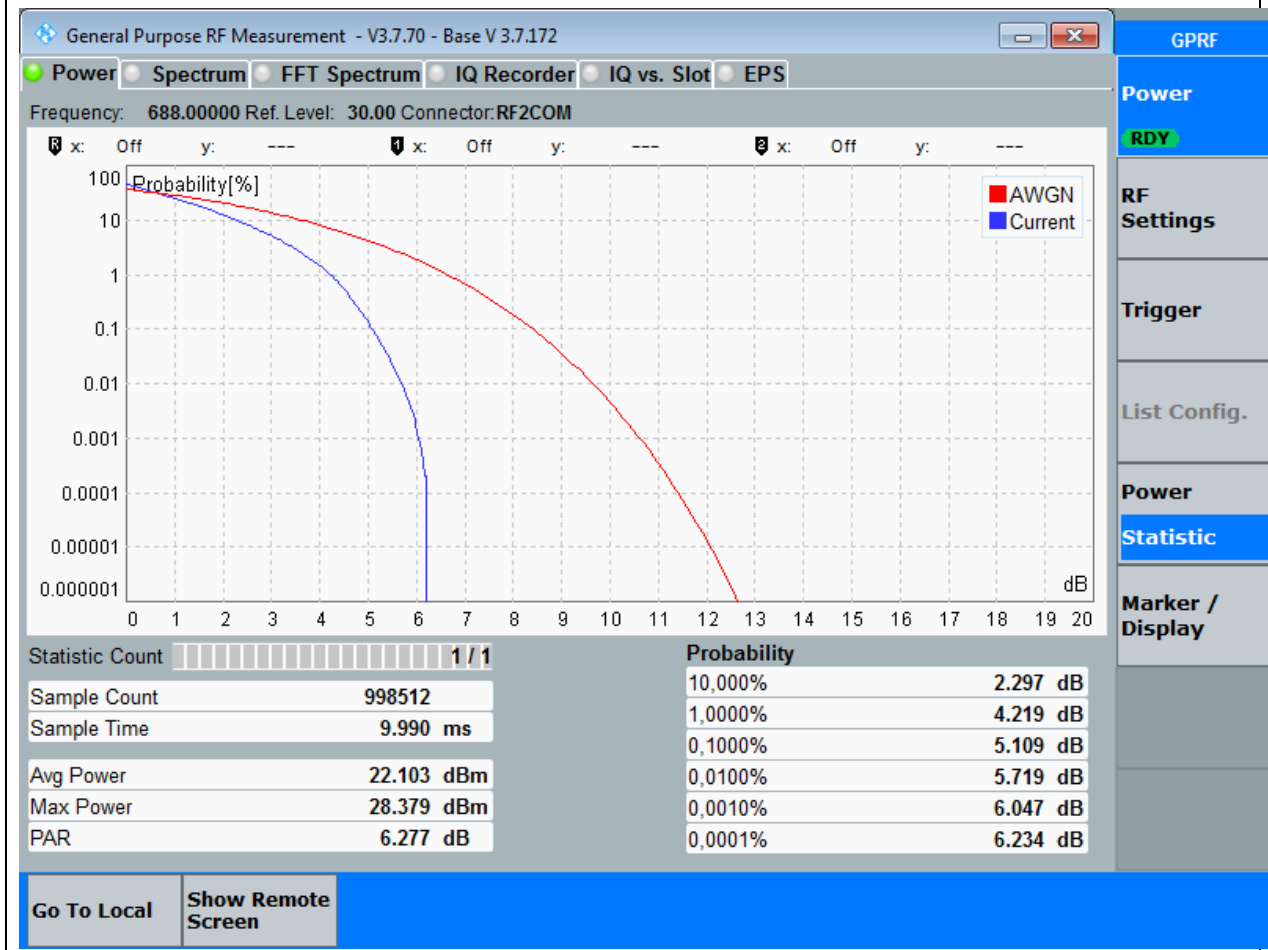 General Purpose RF Measurement - V3.7.70 - Base V 3.7.172
GPRF
Power Spectrum FFT Spectrum IQ Recorder IQ vs. Slot EPS
Frequency: 688.00000 Ref. Level: 30.00 Connector:RF2COM
R x: Off y: --- 1 x: Off y: --- 2 x: Off y: ---
Probability[%]
100
10
1
0.1
0.01
0.001
0.0001
0.00001
0.000001
AWGN
Current
dB
0 1 2 3 4 5 6 7 8 9 10 11 12 13 14 15 16 17 18 19 20
Statistic Count 1 / 1
Sample Count 998512
Sample Time 9.990 ms
Avg Power 22.103 dBm
Max Power 28.379 dBm
PAR 6.277 dB
Probability
10,000% 2.297 dB
1,0000% 4.219 dB
0,1000% 5.109 dB
0,0100% 5.719 dB
0,0010% 6.047 dB
0,0001% 6.234 dB
Power
RDY
RF
Settings
Trigger
List Config.
Power
Statistic
Marker /
Display
Go To Local
Show Remote
Screen